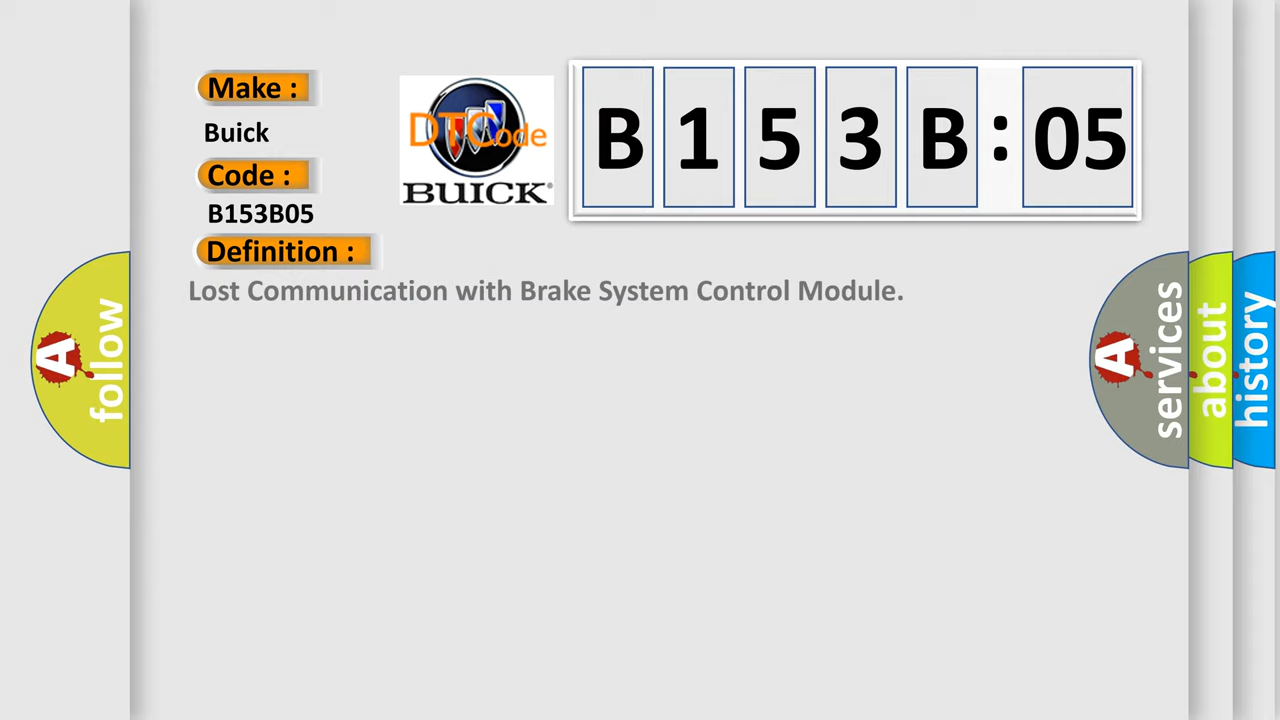 Make :
Buick
Code :
B153B05
Definition :
Lost Communication with Brake System Control Module.
DTCode
BUICK®
B 1 5 3 B : 05
A follow
A services
about
history